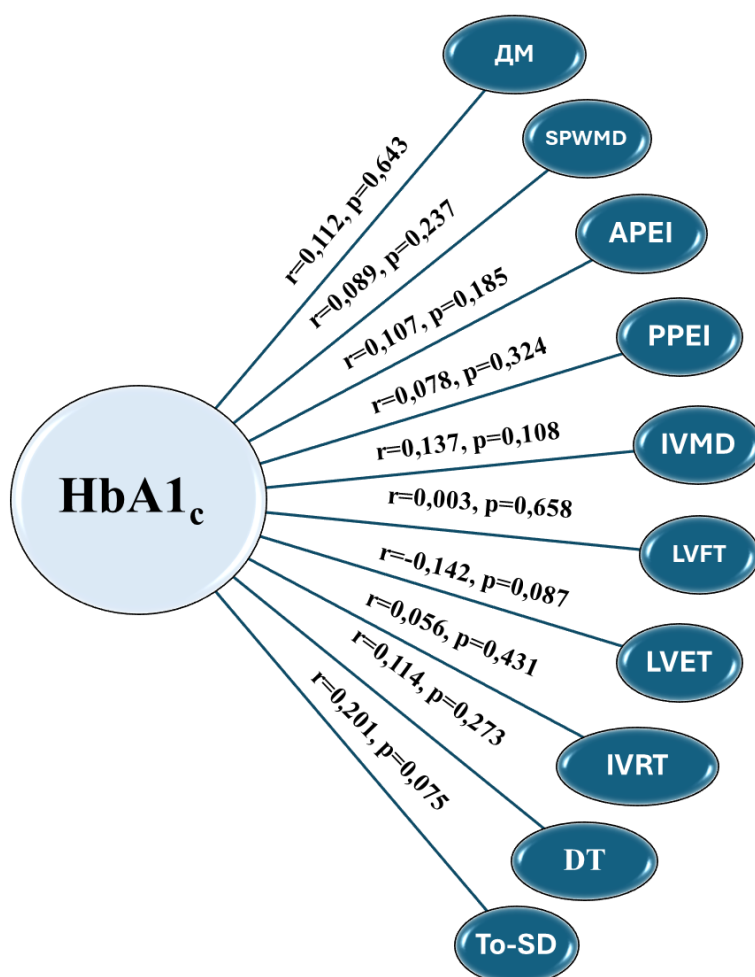 ДМ
r=0,112, p=0,643
SPWMD
r=0,089, p=0,237
APEI
r=0,107, p=0,185
PPEI
r=0,078, p=0,324
IVMD
r=0,137, p=0,108
HbA1c
LVFT
r=0,003, p=0,658
LVET
r=-0,142, p=0,087
IVRT
r=0,056, p=0,431
DT
r=0,114, p=0,273
To-SD
r=0,201, p=0,075